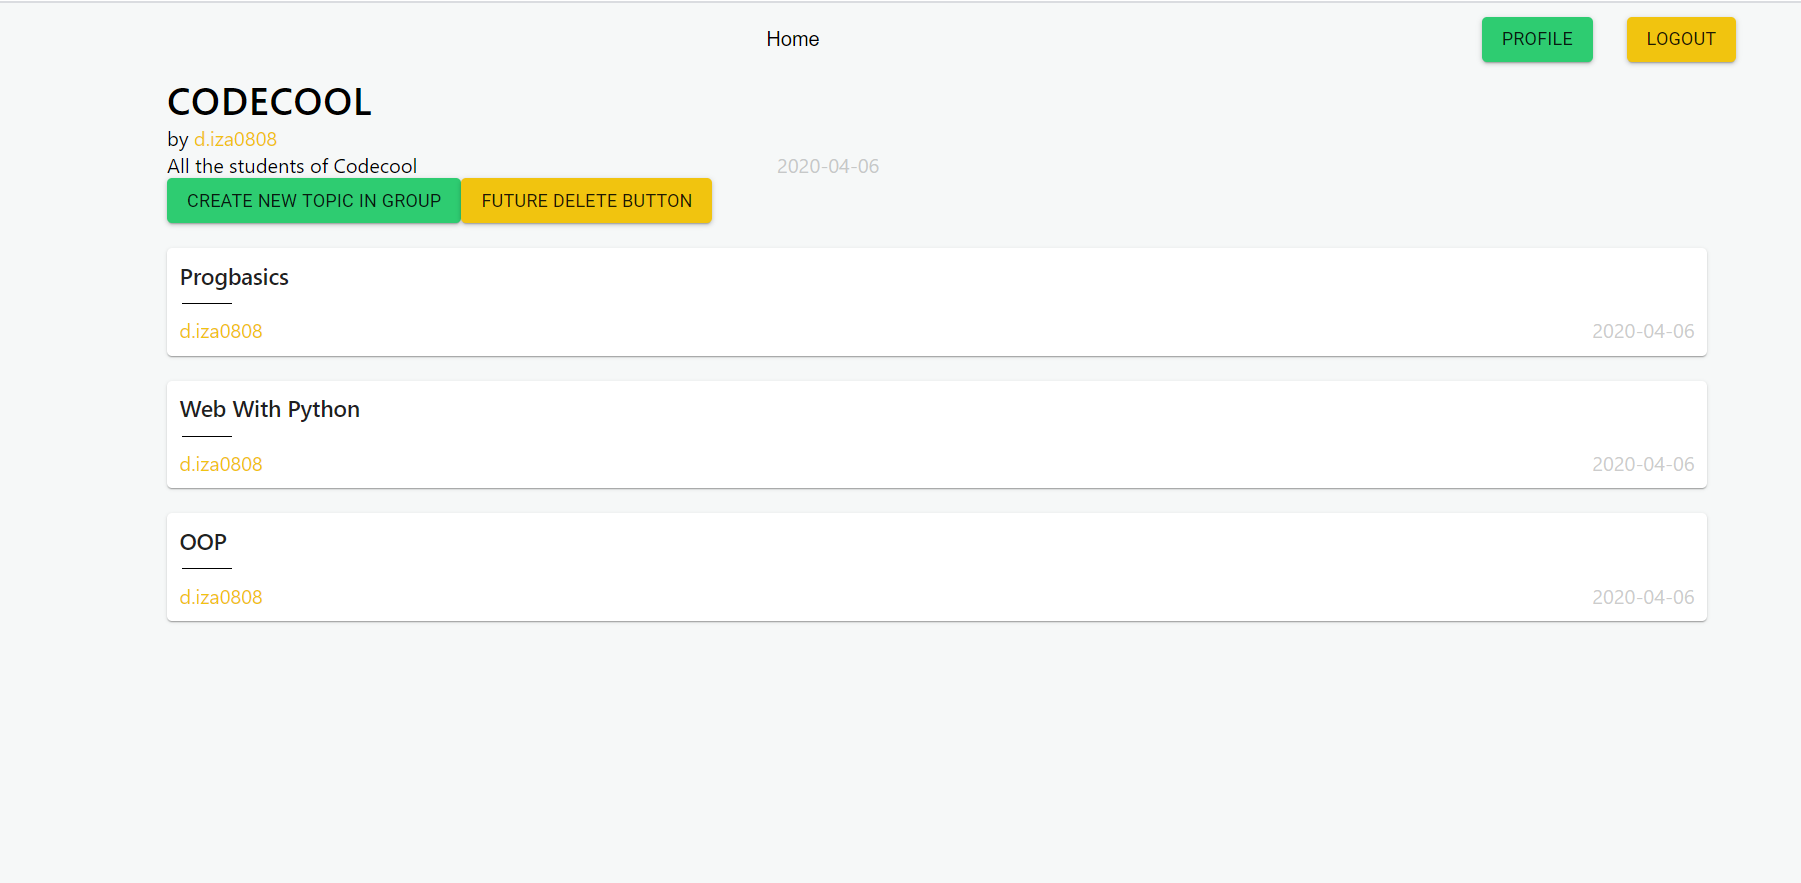 Home PROFILE LOGOUT
CODECOOL
by d.iza0808
All the students of Codecool 2020-04-06
CREATE NEW TOPIC IN GROUP FUTURE DELETE BUTTON
Progbasics
d.iza0808 2020-04-06
Web With Python
d.iza0808 2020-04-06
OOP
d.iza0808 2020-04-06